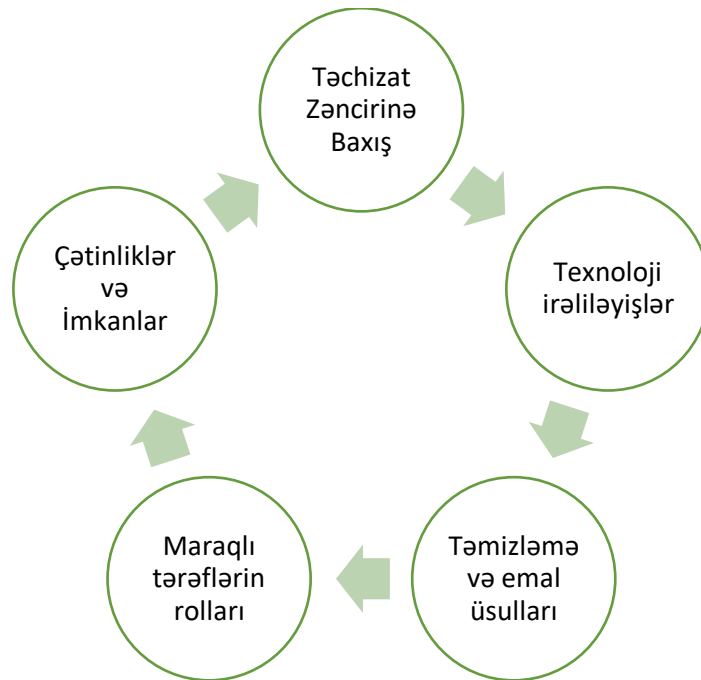 Təchizat
Zəncirinə
Baxış
Texnoloji
irəliləyişlər
Təmizləmə
və emal
üsulları
Maraqlı
tərəflərin
rolları
Çətinliklər
və
İmkanlar